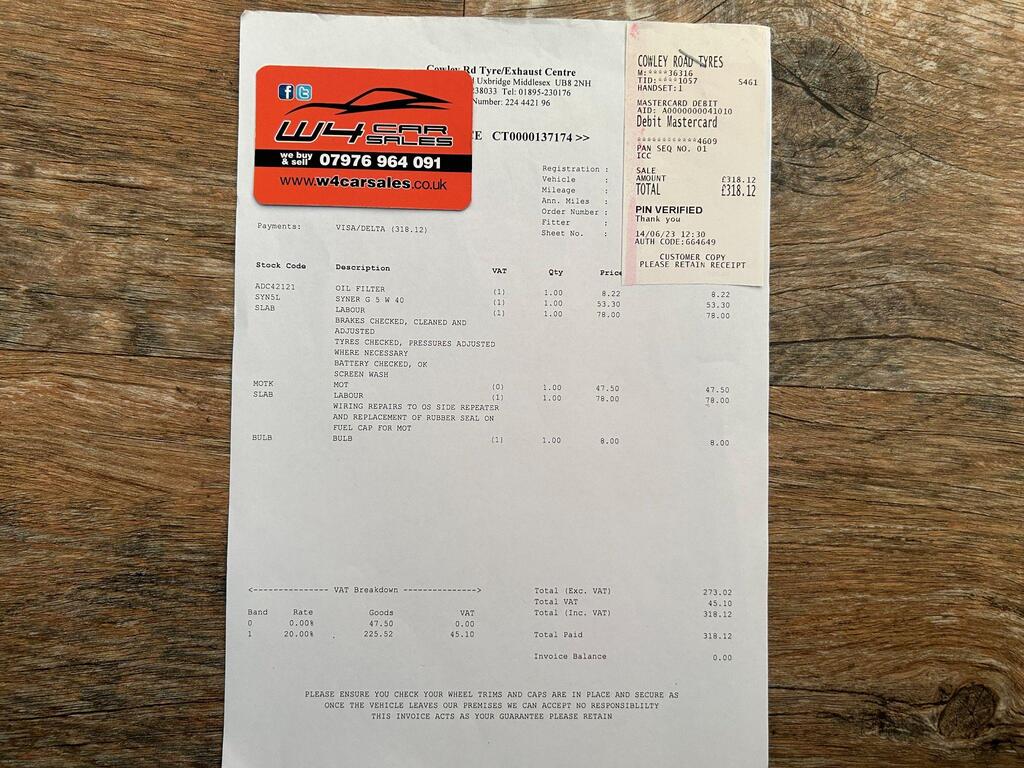 Cowley Rd Tyre/Exhaust Centre
Uxbridge Middlesex UB8 2NH
238033 Tel: 01895-230176
Number: 224 4421 96
CE CT0000137174 >>
W4 CAR SALES
we buy & sell 07976 964 091
www.w4carsales.co.uk
COWLEY ROAD TYRES
M:****36316
TID:****1057 S461
HANDSET:1
MASTERCARD DEBIT
AID: A0000000041010
Debit Mastercard
************4609
PAN SEQ NO. 01
ICC
SALE
AMOUNT £318.12
TOTAL £318.12
PIN VERIFIED
Thank you
14/06/23 12:30
AUTH CODE:664649
CUSTOMER COPY
PLEASE RETAIN RECEIPT
Registration :
Vehicle :
Mileage :
Ann. Miles :
Order Number :
Fitter :
Sheet No. :
Payments: VISA/DELTA (318.12)
Stock Code Description VAT Qty Price
ADC42121 OIL FILTER (1) 1.00 8.22 8.22
SYN5L SYNER G 5 W 40 (1) 1.00 53.30 53.30
SLAB LABOUR (1) 1.00 78.00 78.00
BRAKES CHECKED, CLEANED AND
ADJUSTED
TYRES CHECKED, PRESSURES ADJUSTED
WHERE NECESSARY
BATTERY CHECKED, OK
SCREEN WASH
MOTK MOT (0) 1.00 47.50 47.50
SLAB LABOUR (1) 1.00 78.00 78.00
WIRING REPAIRS TO OS SIDE REPEATER
AND REPLACEMENT OF RUBBER SEAL ON
FUEL CAP FOR MOT
BULB BULB (1) 1.00 8.00 8.00
<-------------- VAT Breakdown -------------->
Band Rate Goods VAT
0 0.00% 47.50 0.00
1 20.00% 225.52 45.10
Total (Exc. VAT) 273.02
Total VAT 45.10
Total (Inc. VAT) 318.12
Total Paid 318.12
Invoice Balance 0.00
PLEASE ENSURE YOU CHECK YOUR WHEEL TRIMS AND CAPS ARE IN PLACE AND SECURE AS
ONCE THE VEHICLE LEAVES OUR PREMISES WE CAN ACCEPT NO RESPONSIBLILTY
THIS INVOICE ACTS AS YOUR GUARANTEE PLEASE RETAIN